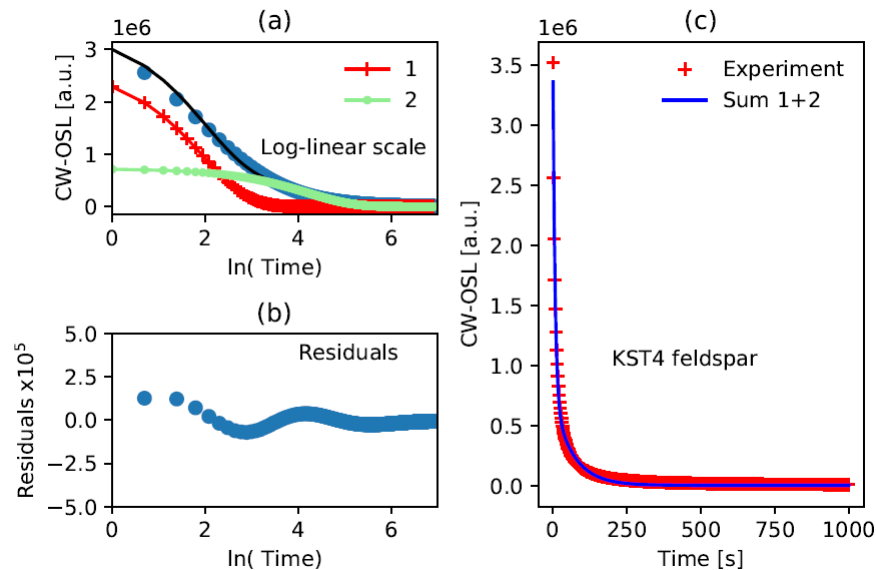 (a)
1e6
3
2
1
0
CW-OSL [a.u.]
1
2
Log-linear scale
0
2
4
6
ln( Time)
(b)
5.0
2.5
0.0
−2.5
−5.0
Residuals x10⁵
Residuals
0
2
4
6
ln( Time)
(c)
1e6
3.5
3.0
2.5
2.0
1.5
1.0
0.5
0.0
CW-OSL [a.u.]
Experiment
Sum 1+2
KST4 feldspar
0
250
500
750
1000
Time [s]